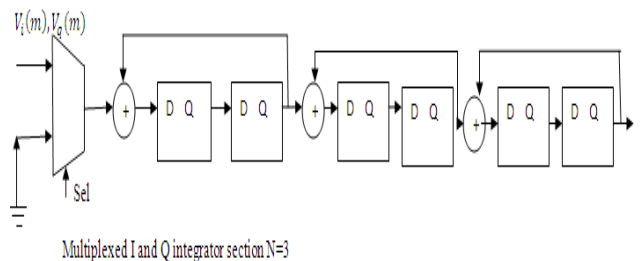 V_i(m),V_q(m)
+ D Q D Q + D Q D Q + D Q D Q
Sel
Multiplexed I and Q integrator section N=3